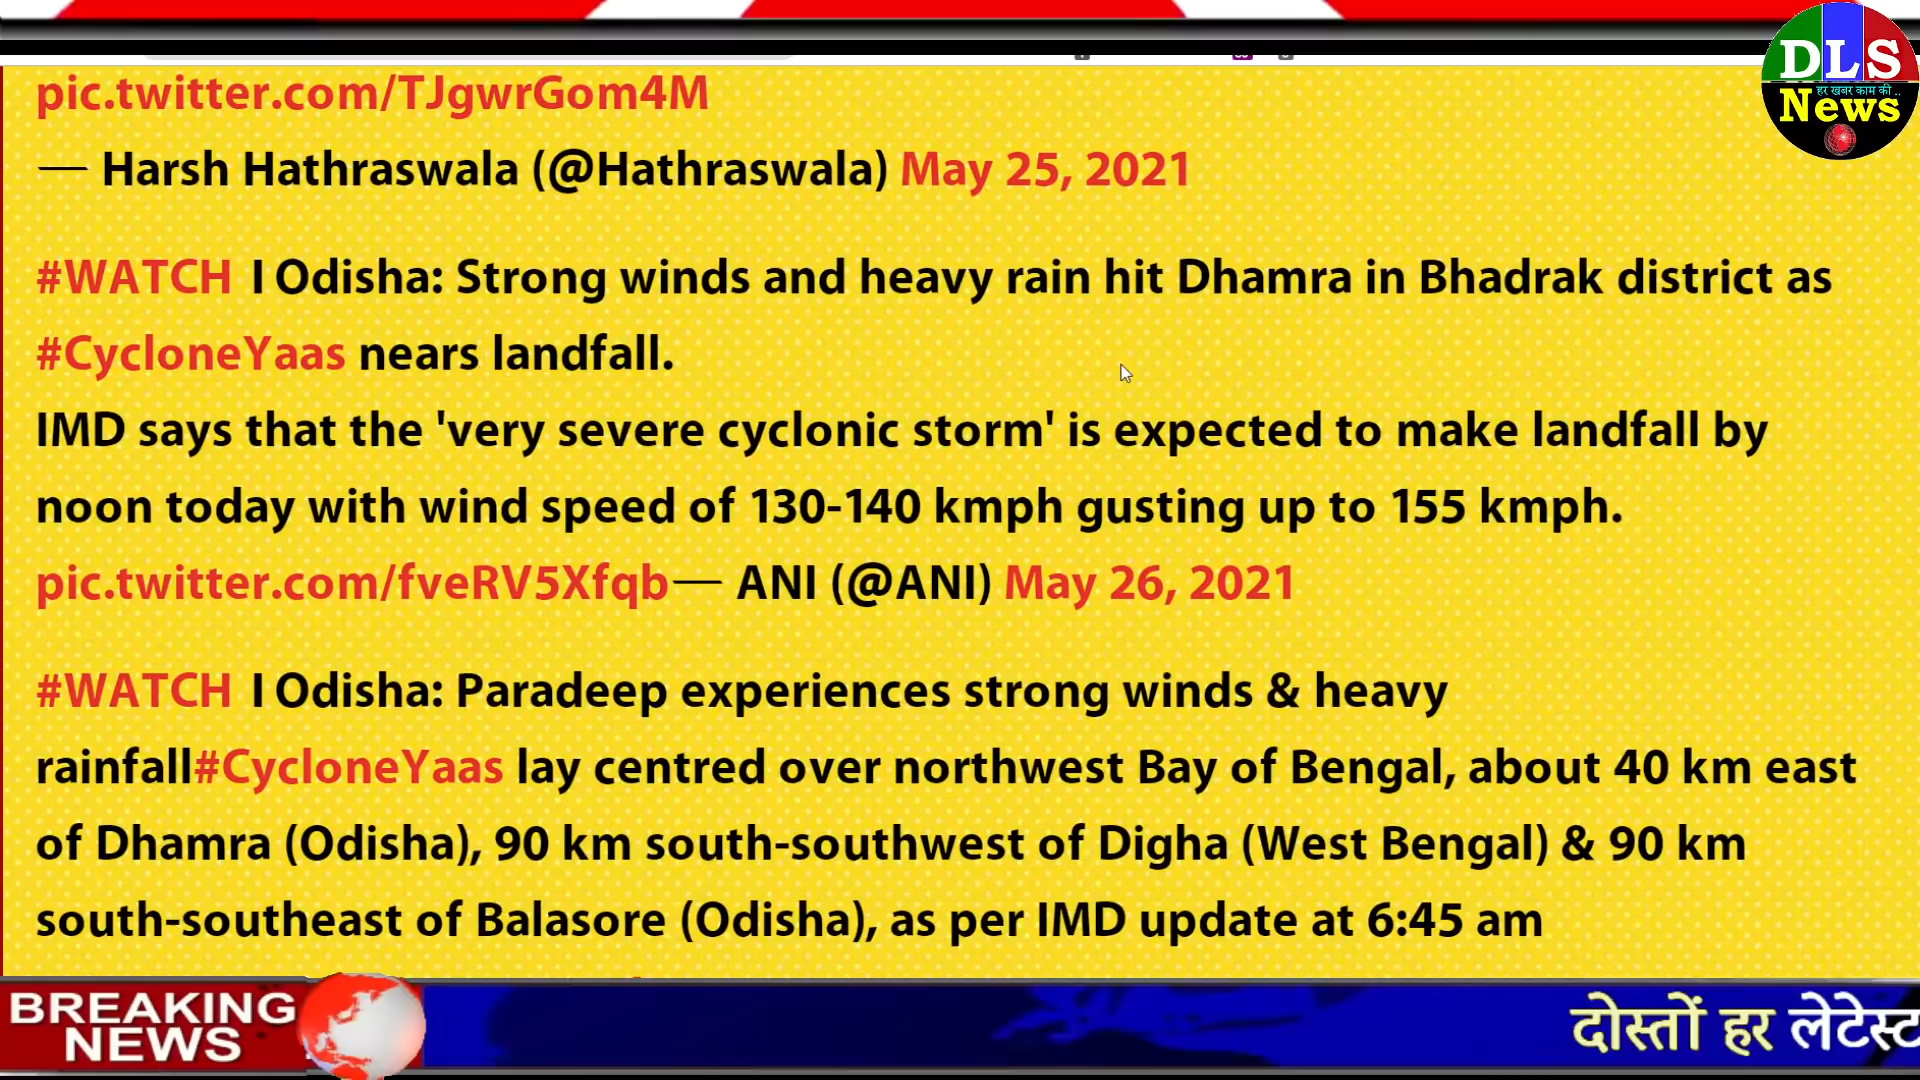 pic.twitter.com/TJgwrGom4M
— Harsh Hathraswala (@Hathraswala) May 25, 2021
#WATCH | Odisha: Strong winds and heavy rain hit Dhamra in Bhadrak district as
#CycloneYaas nears landfall.
IMD says that the 'very severe cyclonic storm' is expected to make landfall by
noon today with wind speed of 130-140 kmph gusting up to 155 kmph.
pic.twitter.com/fveRV5Xfqb— ANI (@ANI) May 26, 2021
#WATCH | Odisha: Paradeep experiences strong winds & heavy
rainfall#CycloneYaas lay centred over northwest Bay of Bengal, about 40 km east
of Dhamra (Odisha), 90 km south-southwest of Digha (West Bengal) & 90 km
south-southeast of Balasore (Odisha), as per IMD update at 6:45 am
DLS
हर खबर काम की ..
News
BREAKING
NEWS
दोस्तों हर लेटेस्ट